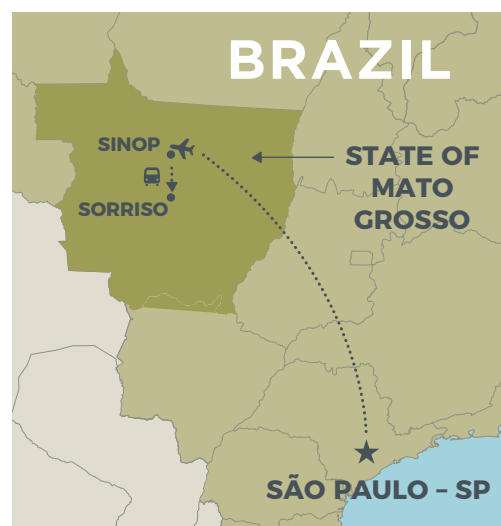 BRAZIL
SINOP
STATE OF
MATO
GROSSO
SORRISO
SÃO PAULO – SP